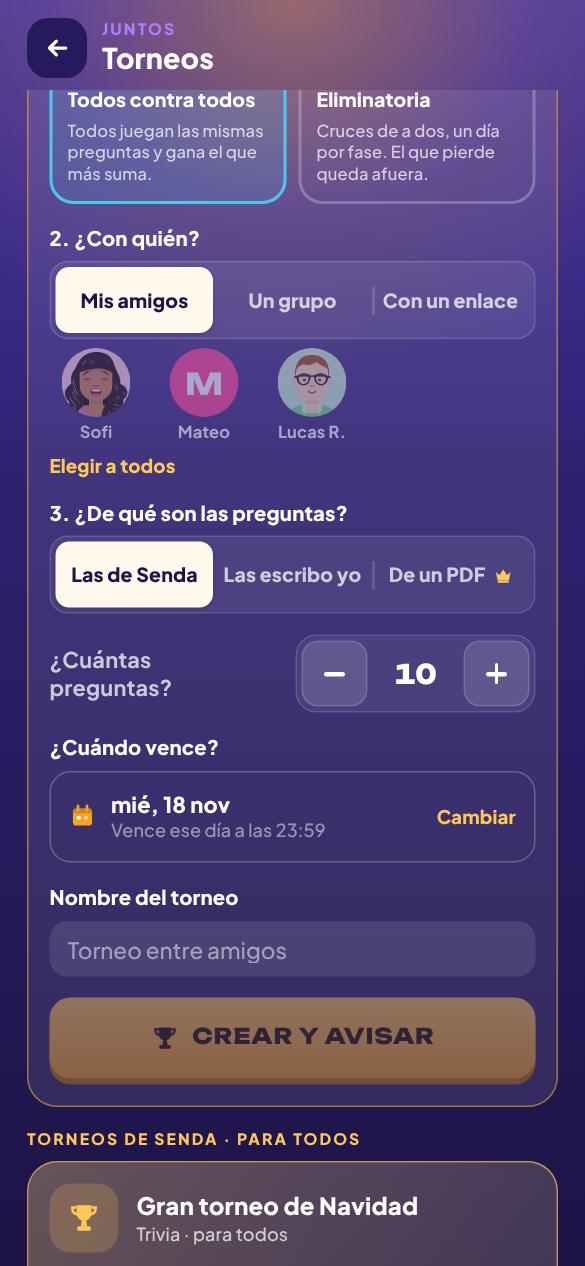 JUNTOS
Torneos
Todos contra todos
Todos juegan las mismas
preguntas y gana el que
más suma.
Eliminatoria
Cruces de a dos, un día
por fase. El que pierde
queda afuera.
2. ¿Con quién?
Mis amigos
Un grupo
Con un enlace
M
Sofi
Mateo
Lucas R.
Elegir a todos
3. ¿De qué son las preguntas?
Las de Senda
Las escribo yo
De un PDF
¿Cuántas
preguntas?
10
¿Cuándo vence?
mié, 18 nov
Vence ese día a las 23:59
Cambiar
Nombre del torneo
Torneo entre amigos
CREAR Y AVISAR
TORNEOS DE SENDA · PARA TODOS
Gran torneo de Navidad
Trivia · para todos